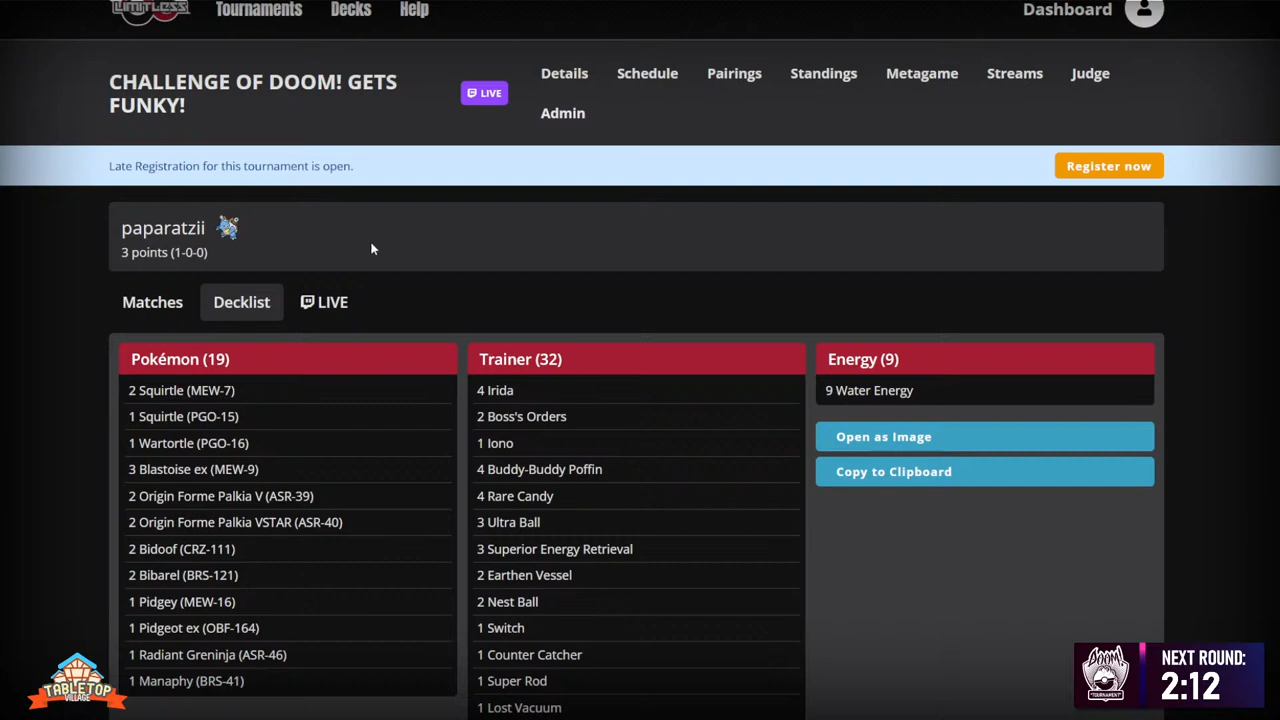 LIMITLESS
Tournaments Decks Help
Dashboard
CHALLENGE OF DOOM! GETS
FUNKY!
LIVE
Details Schedule Pairings Standings Metagame Streams Judge
Admin
Late Registration for this tournament is open.
Register now
paparatzii
3 points (1-0-0)
Matches Decklist LIVE
Pokémon (19)
2 Squirtle (MEW-7)
1 Squirtle (PGO-15)
1 Wartortle (PGO-16)
3 Blastoise ex (MEW-9)
2 Origin Forme Palkia V (ASR-39)
2 Origin Forme Palkia VSTAR (ASR-40)
2 Bidoof (CRZ-111)
2 Bibarel (BRS-121)
1 Pidgey (MEW-16)
1 Pidgeot ex (OBF-164)
1 Radiant Greninja (ASR-46)
1 Manaphy (BRS-41)
Trainer (32)
4 Irida
2 Boss's Orders
1 Iono
4 Buddy-Buddy Poffin
4 Rare Candy
3 Ultra Ball
3 Superior Energy Retrieval
2 Earthen Vessel
2 Nest Ball
1 Switch
1 Counter Catcher
1 Super Rod
1 Lost Vacuum
Energy (9)
9 Water Energy
Open as Image
Copy to Clipboard
TABLETOP
VILLAGE
DOOM
TOURNAMENT
NEXT ROUND:
2:12